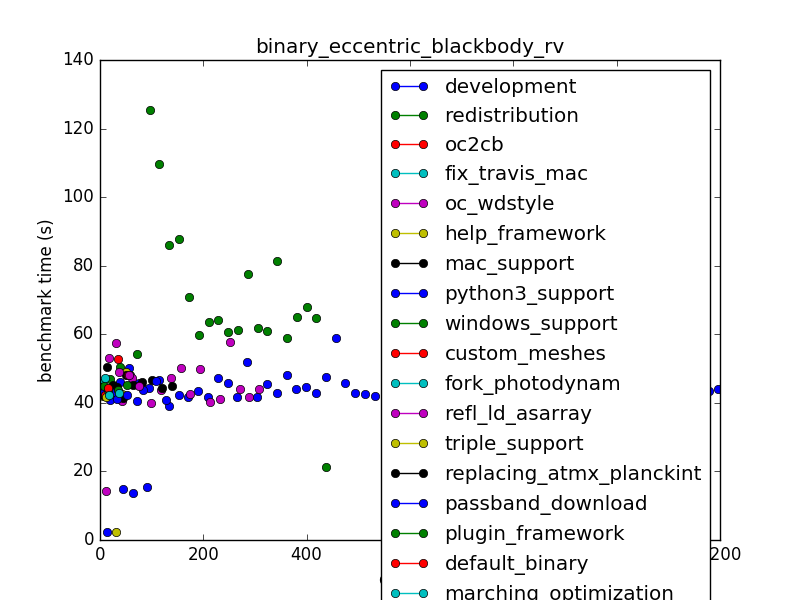 binary_eccentric_blackbody_rv
140
120
100
80
60
40
20
0
benchmark time (s)
0
200
400
200
development
redistribution
oc2cb
fix_travis_mac
oc_wdstyle
help_framework
mac_support
python3_support
windows_support
custom_meshes
fork_photodynam
refl_ld_asarray
triple_support
replacing_atmx_planckint
passband_download
plugin_framework
default_binary
marching_optimization